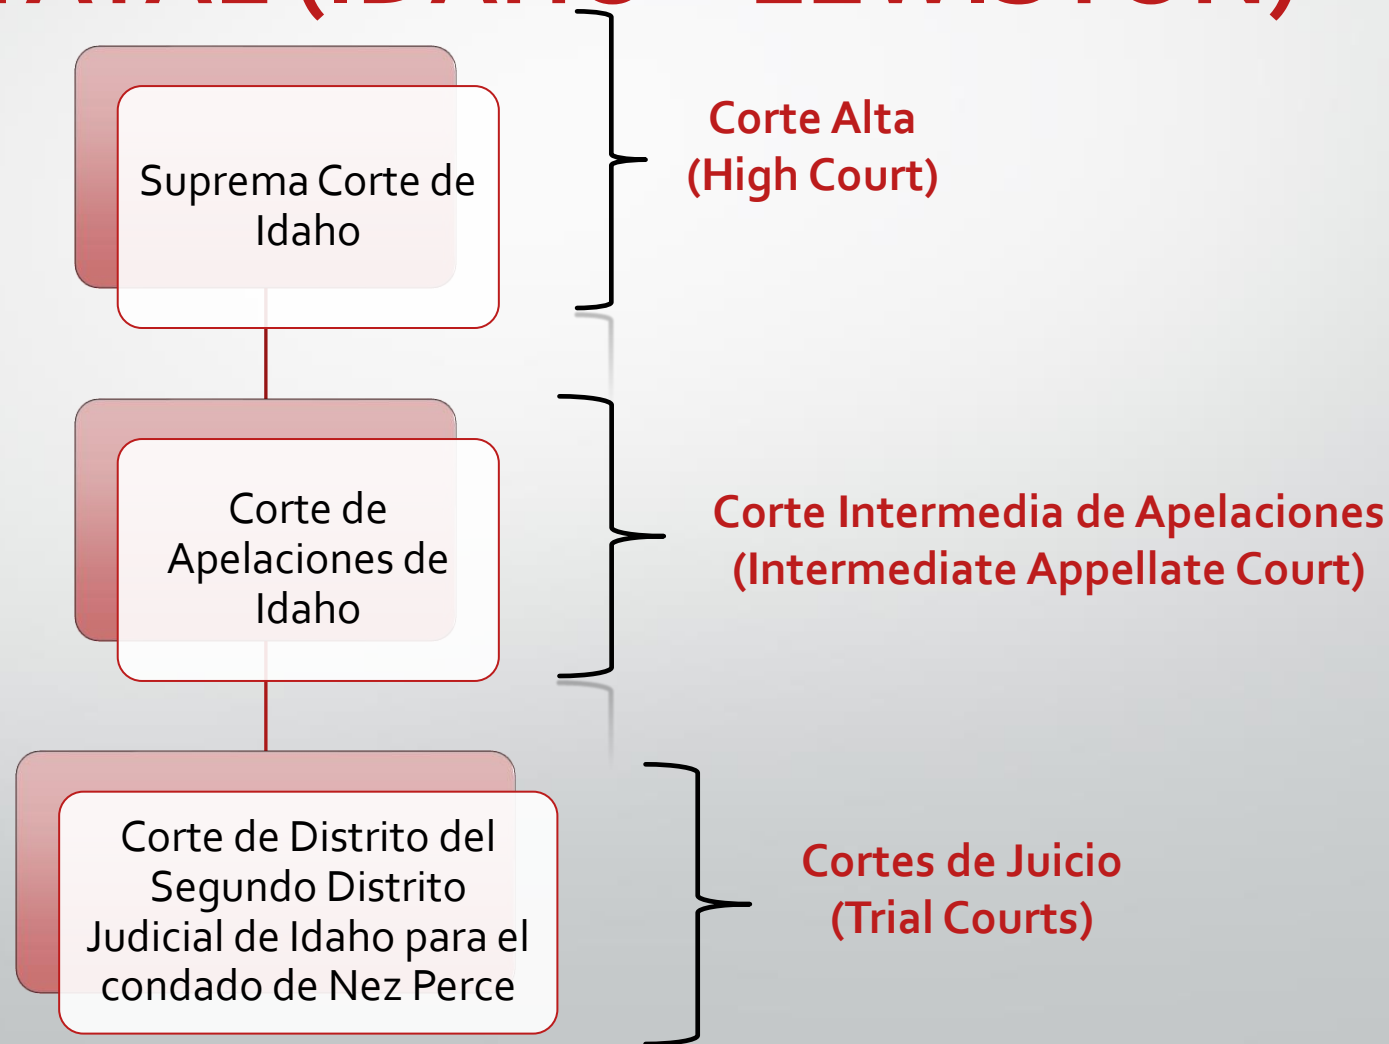 (IDAHO - LEWISTON)
Suprema Corte de
Idaho
Corte Alta
(High Court)
Corte de
Apelaciones de
Idaho
Corte Intermedia de Apelaciones
(Intermediate Appellate Court)
Corte de Distrito del
Segundo Distrito
Judicial de Idaho para el
condado de Nez Perce
Cortes de Juicio
(Trial Courts)